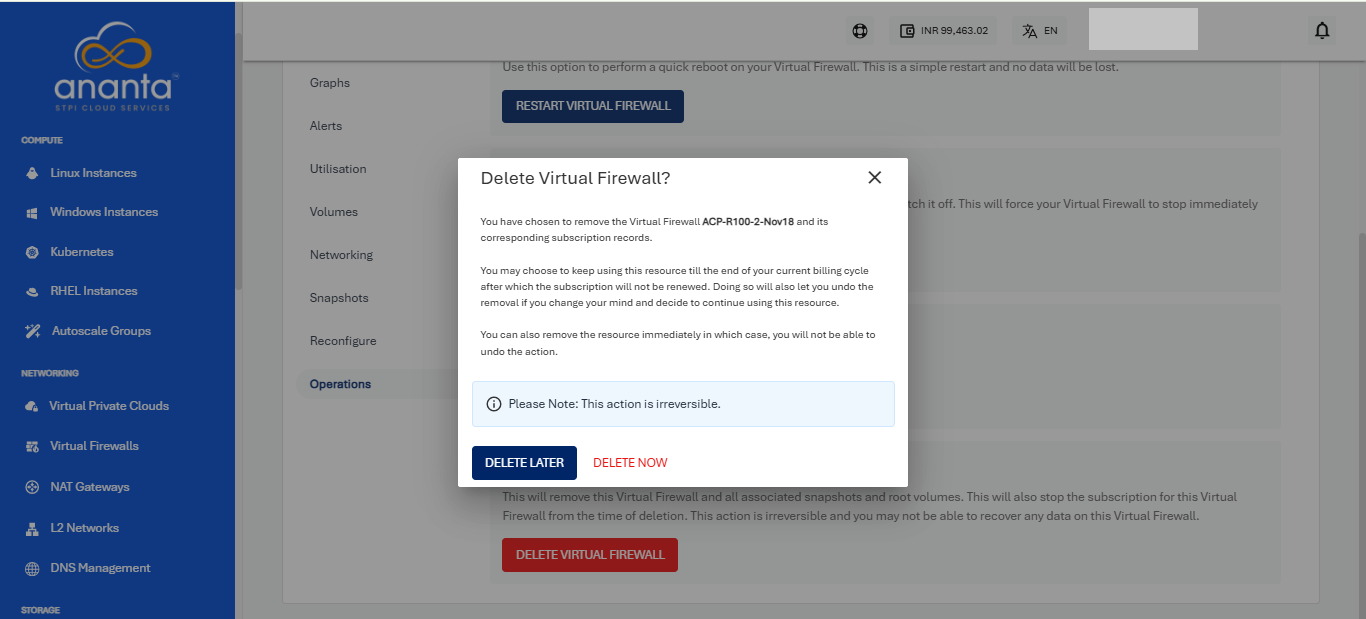 ananta™
STPI CLOUD SERVICES
COMPUTE
Linux Instances
Windows Instances
Kubernetes
RHEL Instances
Autoscale Groups
NETWORKING
Virtual Private Clouds
Virtual Firewalls
NAT Gateways
L2 Networks
DNS Management
STORAGE
INR 99,463.02
EN
Graphs
Alerts
Utilisation
Volumes
Networking
Snapshots
Reconfigure
Operations
Use this option to perform a quick reboot on your Virtual Firewall. This is a simple restart and no data will be lost.
RESTART VIRTUAL FIREWALL
tch it off. This will force your Virtual Firewall to stop immediately
Delete Virtual Firewall?
You have chosen to remove the Virtual Firewall ACP-R100-2-Nov18 and its
corresponding subscription records.
You may choose to keep using this resource till the end of your current billing cycle
after which the subscription will not be renewed. Doing so will also let you undo the
removal if you change your mind and decide to continue using this resource.
You can also remove the resource immediately in which case, you will not be able to
undo the action.
Please Note: This action is irreversible.
DELETE LATER
DELETE NOW
This will remove this Virtual Firewall and all associated snapshots and root volumes. This will also stop the subscription for this Virtual
Firewall from the time of deletion. This action is irreversible and you may not be able to recover any data on this Virtual Firewall.
DELETE VIRTUAL FIREWALL